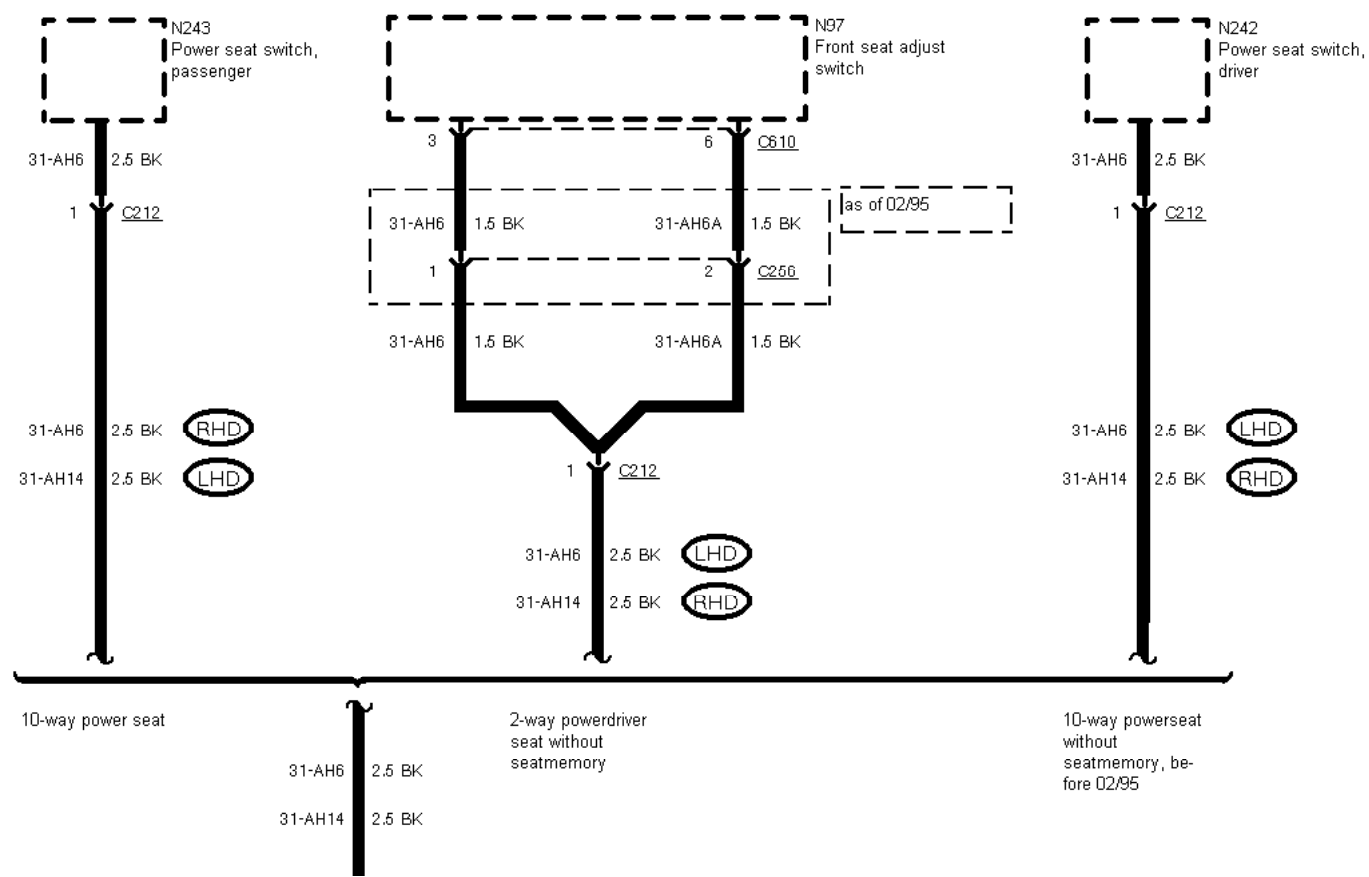 N243
Power seat switch,
passenger
N97
Front seat adjust
switch
N242
Power seat switch,
driver
3
6
C610
31-AH6
2.5 BK
31-AH6
2.5 BK
1
C212
31-AH6
1.5 BK
31-AH6A
1.5 BK
as of 02/95
1
C212
1
2
C256
31-AH6
1.5 BK
31-AH6A
1.5 BK
31-AH6
2.5 BK
RHD
31-AH14
2.5 BK
LHD
31-AH6
2.5 BK
LHD
31-AH14
2.5 BK
RHD
1
C212
31-AH6
2.5 BK
LHD
31-AH14
2.5 BK
RHD
10-way power seat
2-way powerdriver
seat without
seatmemory
10-way powerseat
without
seatmemory, be-
fore 02/95
31-AH6
2.5 BK
31-AH14
2.5 BK